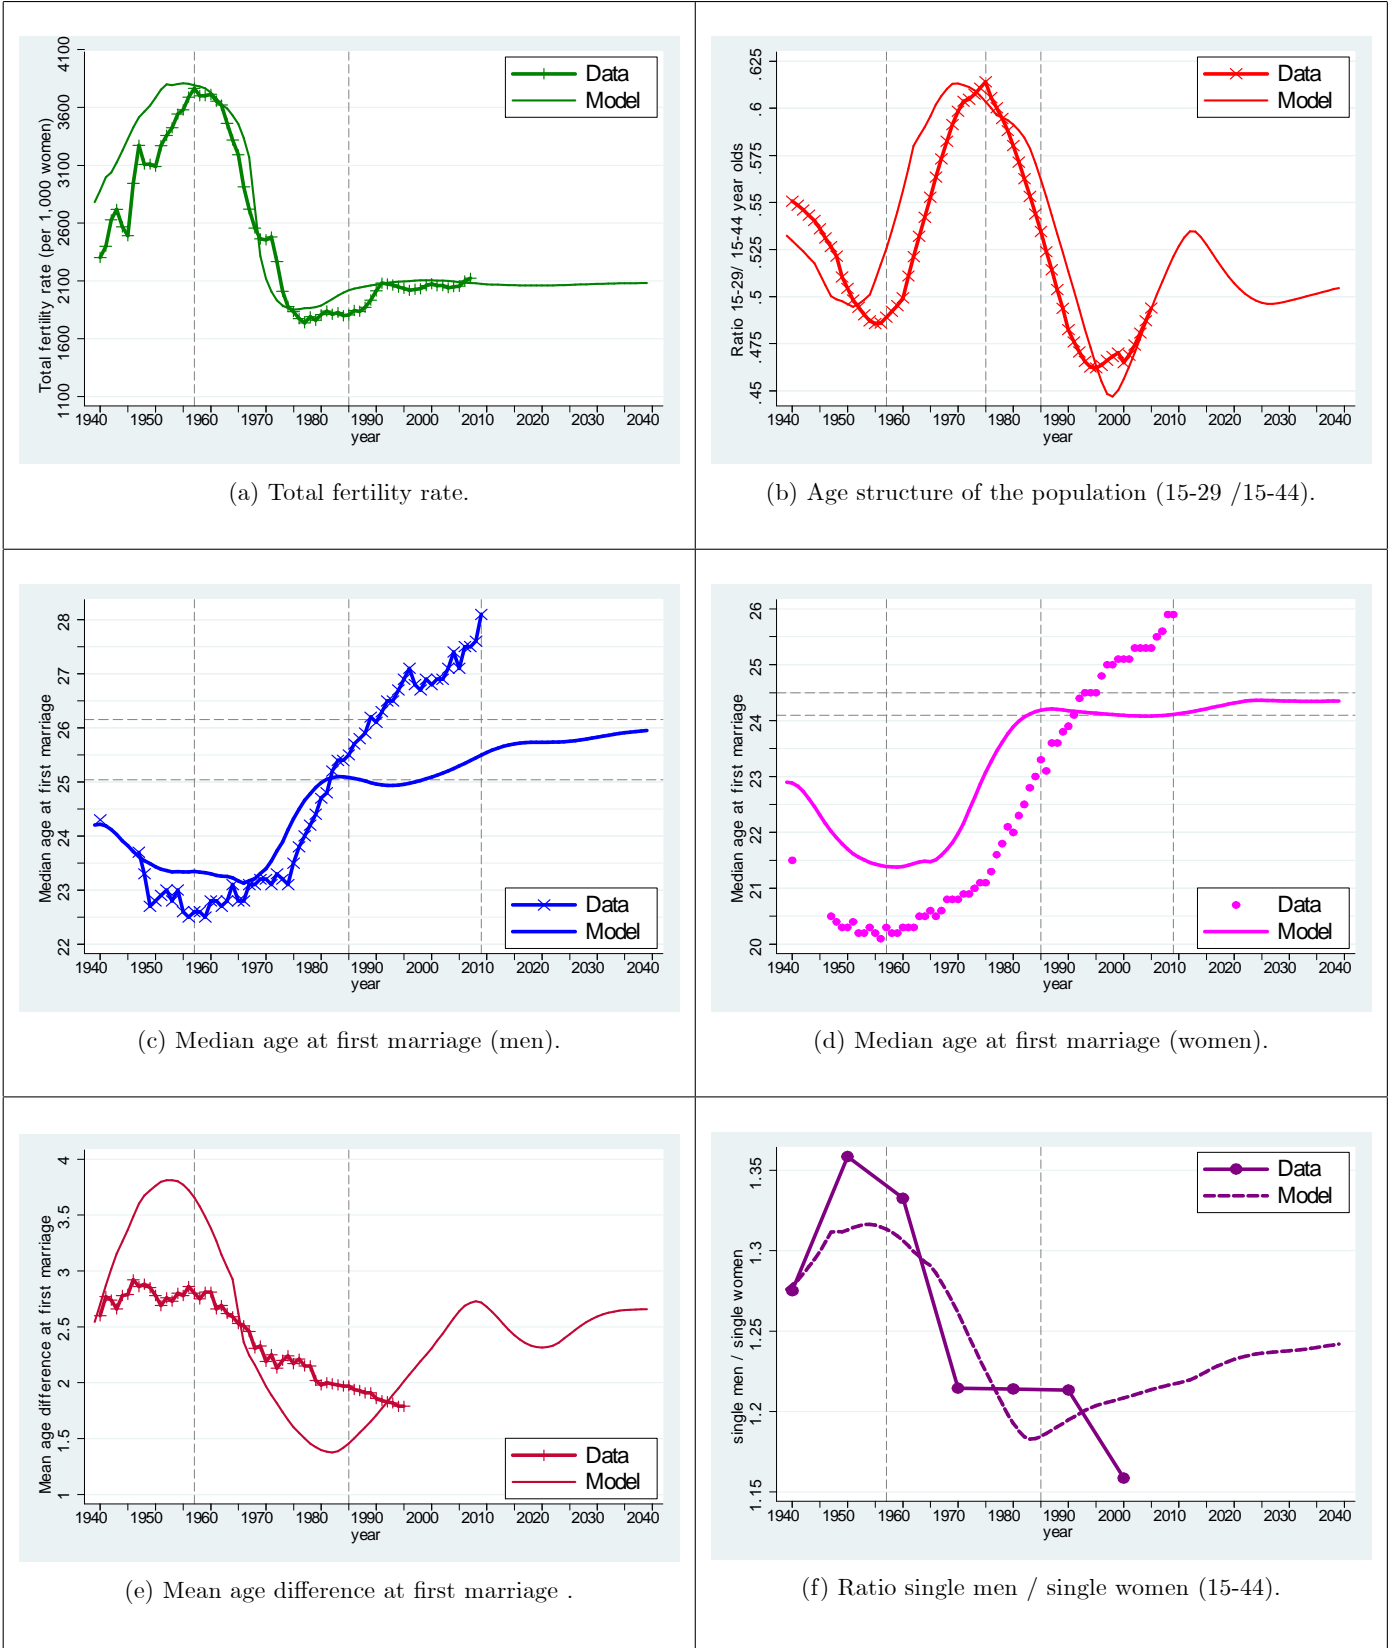 4100
3600
3100
2600
2100
1600
1100
Total fertility rate (per 1,000 women)
Data
Model
1940 1950 1960 1970 1980 1990 2000 2010 2020 2030 2040
year
(a) Total fertility rate.
.625
.6
.575
.55
.525
.5
.475
.45
Ratio 15-29/ 15-44 year olds
Data
Model
1940 1950 1960 1970 1980 1990 2000 2010 2020 2030 2040
year
(b) Age structure of the population (15-29 /15-44).
28
27
26
25
24
23
22
Median age at first marriage
Data
Model
1940 1950 1960 1970 1980 1990 2000 2010 2020 2030 2040
year
(c) Median age at first marriage (men).
26
25
24
23
22
21
20
Median age at first marriage
Data
Model
1940 1950 1960 1970 1980 1990 2000 2010 2020 2030 2040
year
(d) Median age at first marriage (women).
4
3.5
3
2.5
2
1.5
1
Mean age difference at first marriage
Data
Model
1940 1950 1960 1970 1980 1990 2000 2010 2020 2030 2040
year
(e) Mean age difference at first marriage .
1.35
1.3
1.25
1.2
1.15
single men / single women
Data
Model
1940 1950 1960 1970 1980 1990 2000 2010 2020 2030 2040
year
(f) Ratio single men / single women (15-44).